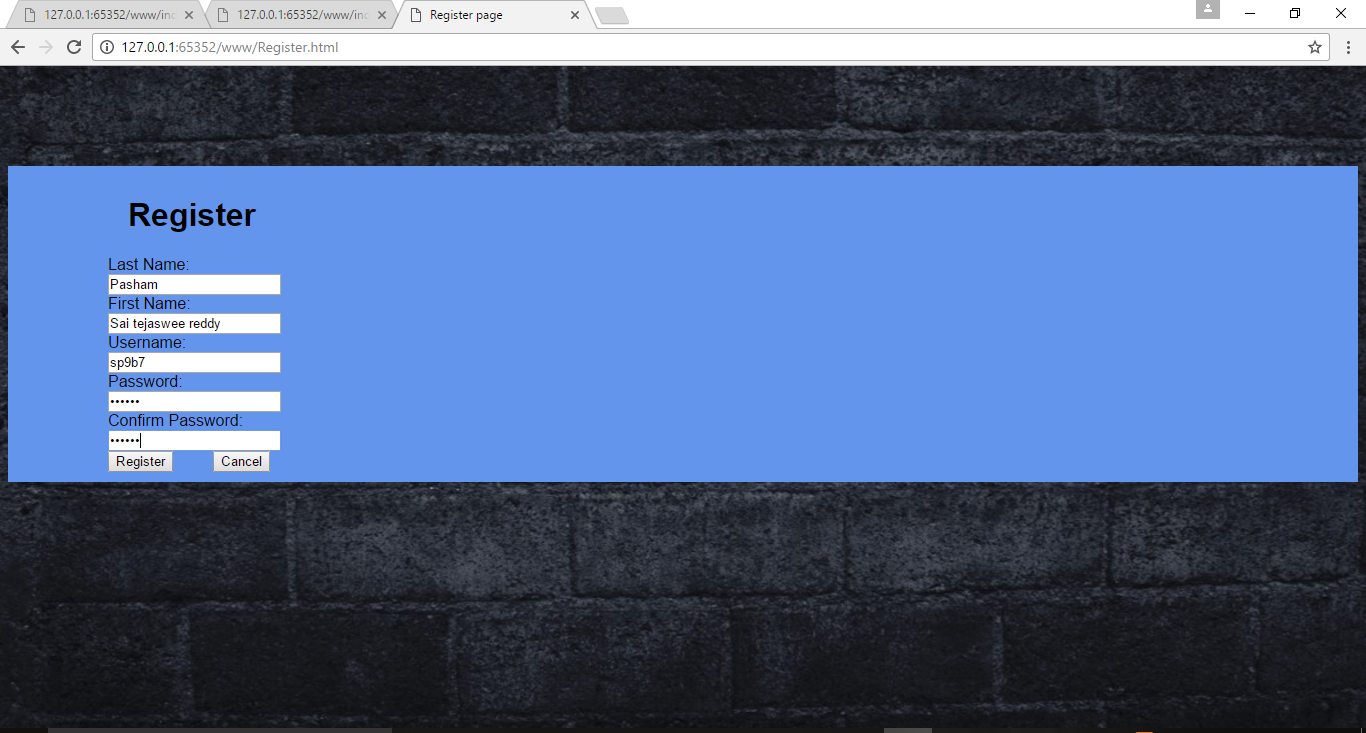 127.0.0.1:65352/www/ind
127.0.0.1:65352/www/ind
Register page
127.0.0.1:65352/www/Register.html
Register
Last Name:
Pasham
First Name:
Sai tejaswee reddy
Username:
sp9b7
Password:
••••••
Confirm Password:
••••••
Register Cancel